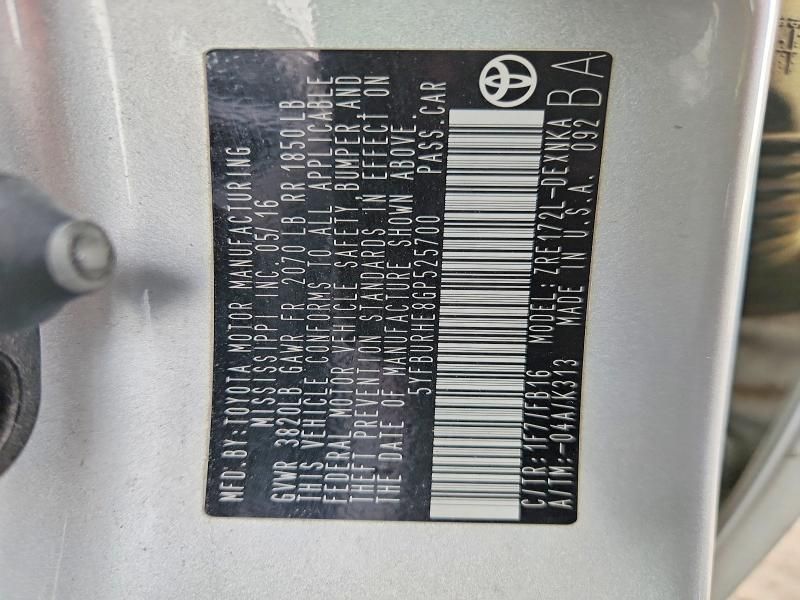 MFD.BY:TOYOTA MOTOR MANUFACTURING
MISSISSIPPI INC. 05/16
GVWR 3820LB GAWR FR 2070 LB RR 1850 LB
THIS VEHICLE CONFORMS TO ALL APPLICABLE
FEDERAL MOTOR VEHICLE SAFETY, BUMPER AND
THEFT PREVENTION STANDARDS IN EFFECT ON
THE DATE OF MANUFACTURE SHOWN ABOVE.
5YFBURHE8GP525700 PASS.CAR
C/TR: 1F7/FB16 MODEL: ZRE172L-DEXNKA
A/TM:-04A/K313 MADE IN U.S.A. 092 BA